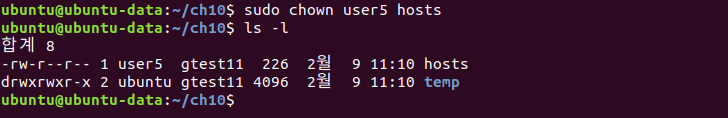 ubuntu@ubuntu-data:~/ch10$ sudo chown user5 hosts
ubuntu@ubuntu-data:~/ch10$ ls -l
합계 8
-rw-r--r-- 1 user5  gtest11  226  2월  9 11:10 hosts
drwxrwxr-x 2 ubuntu gtest11 4096  2월  9 11:10 temp
ubuntu@ubuntu-data:~/ch10$